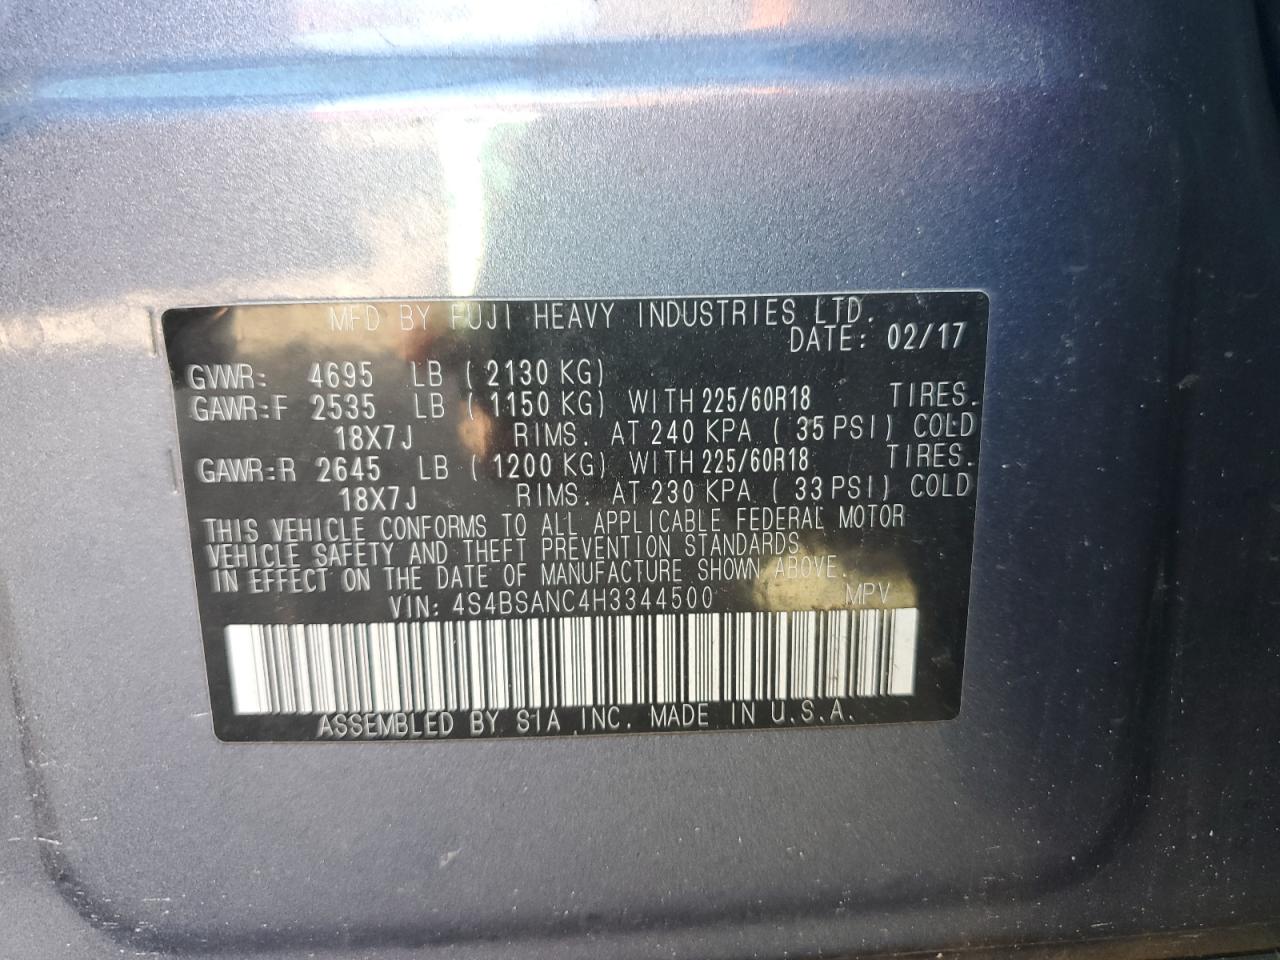 MFD BY FUJI HEAVY INDUSTRIES LTD.
DATE: 02/17
GVWR: 4695 LB ( 2130 KG)
GAWR:F 2535 LB ( 1150 KG) WITH 225/60R18 TIRES.
18X7J RIMS. AT 240 KPA ( 35 PSI) COLD
GAWR:R 2645 LB ( 1200 KG) WITH 225/60R18 TIRES.
18X7J RIMS. AT 230 KPA ( 33 PSI) COLD
THIS VEHICLE CONFORMS TO ALL APPLICABLE FEDERAL MOTOR
VEHICLE SAFETY AND THEFT PREVENTION STANDARDS
IN EFFECT ON THE DATE OF MANUFACTURE SHOWN ABOVE.
VIN: 4S4BSANC4H3344500 MPV
ASSEMBLED BY SIA INC. MADE IN U.S.A.